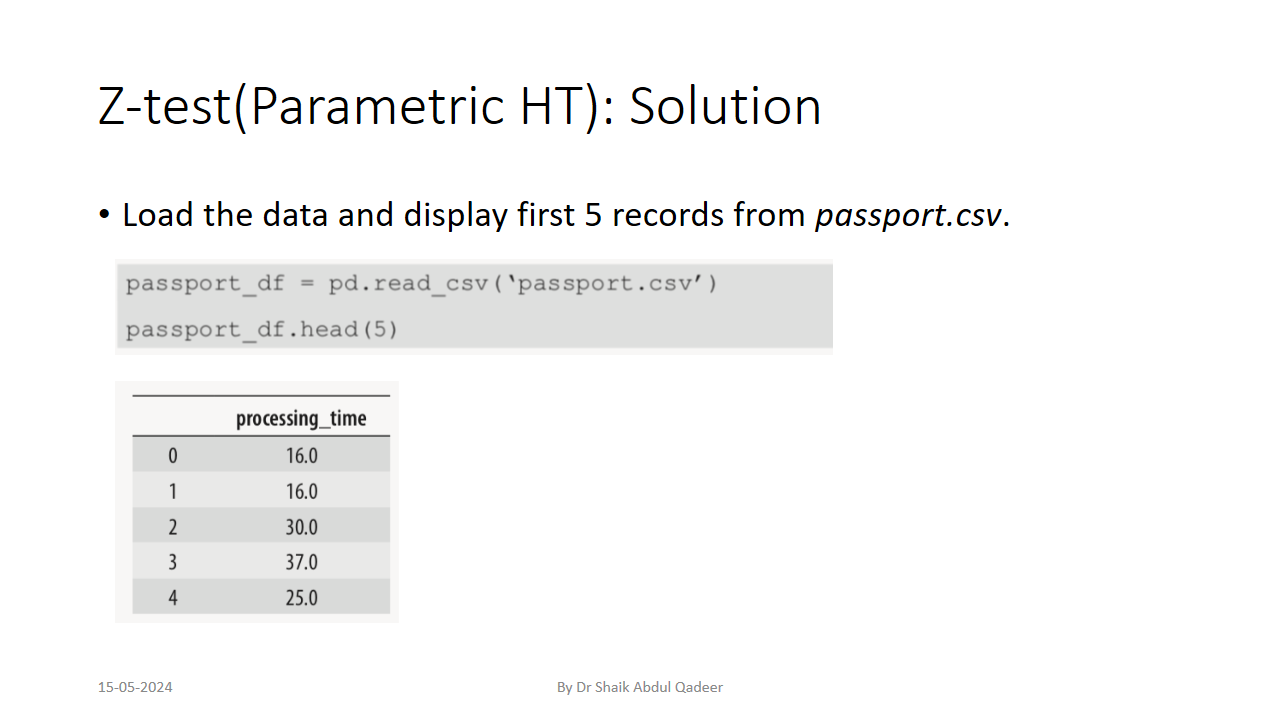 Z-test(Parametric HT): Solution
• Load the data and display first 5 records from passport.csv.
passport_df = pd.read_csv(‘passport.csv’)
passport_df.head(5)
processing_time
0 16.0
1 16.0
2 30.0
3 37.0
4 25.0
15-05-2024 By Dr Shaik Abdul Qadeer